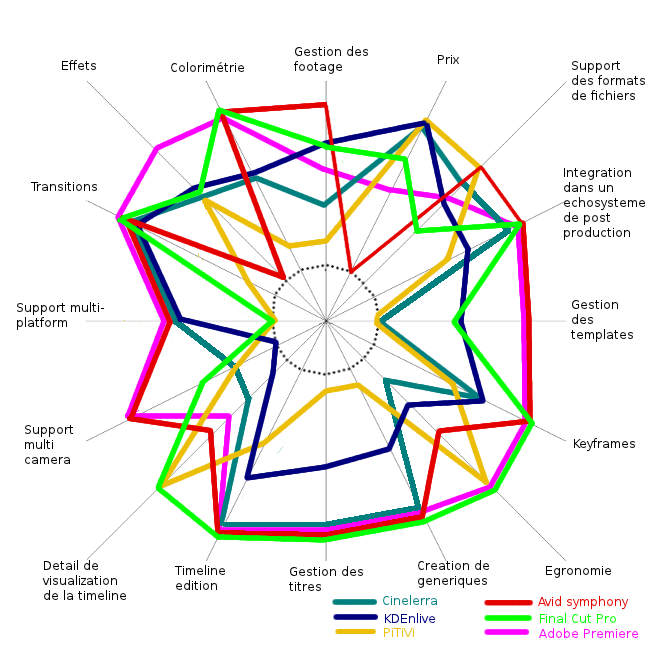 Gestion des
footage
Prix
Support
des formats
de fichiers
Integration
dans un
echosysteme
de post
production
Gestion
des
templates
Keyframes
Egronomie
Creation de
generiques
Gestion des
titres
Timeline
edition
Detail de
visualization
de la timeline
Support
multi
camera
Support multi-
platform
Transitions
Effets
Colorimétrie
Cinelerra
KDEnlive
PiTiVi
Avid symphony
Final Cut Pro
Adobe Premiere